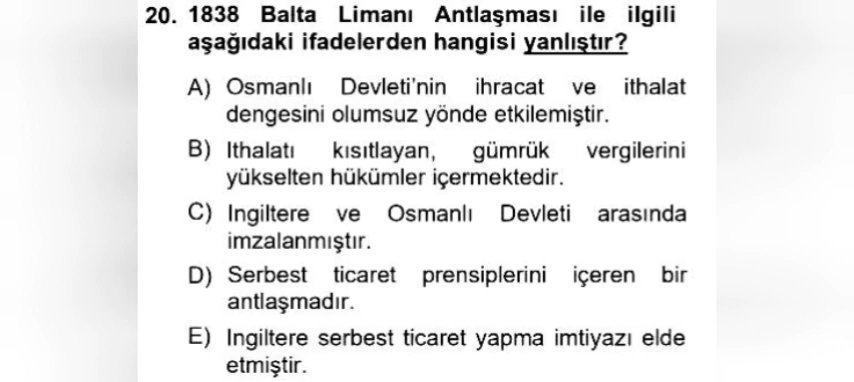 20. 1838 Balta Limanı Antlaşması ile ilgili
aşağıdaki ifadelerden hangisi yanlıştır?
A) Osmanlı Devleti'nin ihracat ve ithalat
dengesini olumsuz yönde etkilemiştir.
B) Ithalatı kısıtlayan, gümrük vergilerini
yükselten hükümler içermektedir.
C) Ingiltere ve Osmanlı Devleti arasında
imzalanmıştır.
D) Serbest ticaret prensiplerini içeren bir
antlaşmadır.
E) Ingiltere serbest ticaret yapma imtiyazı elde
etmiştir.